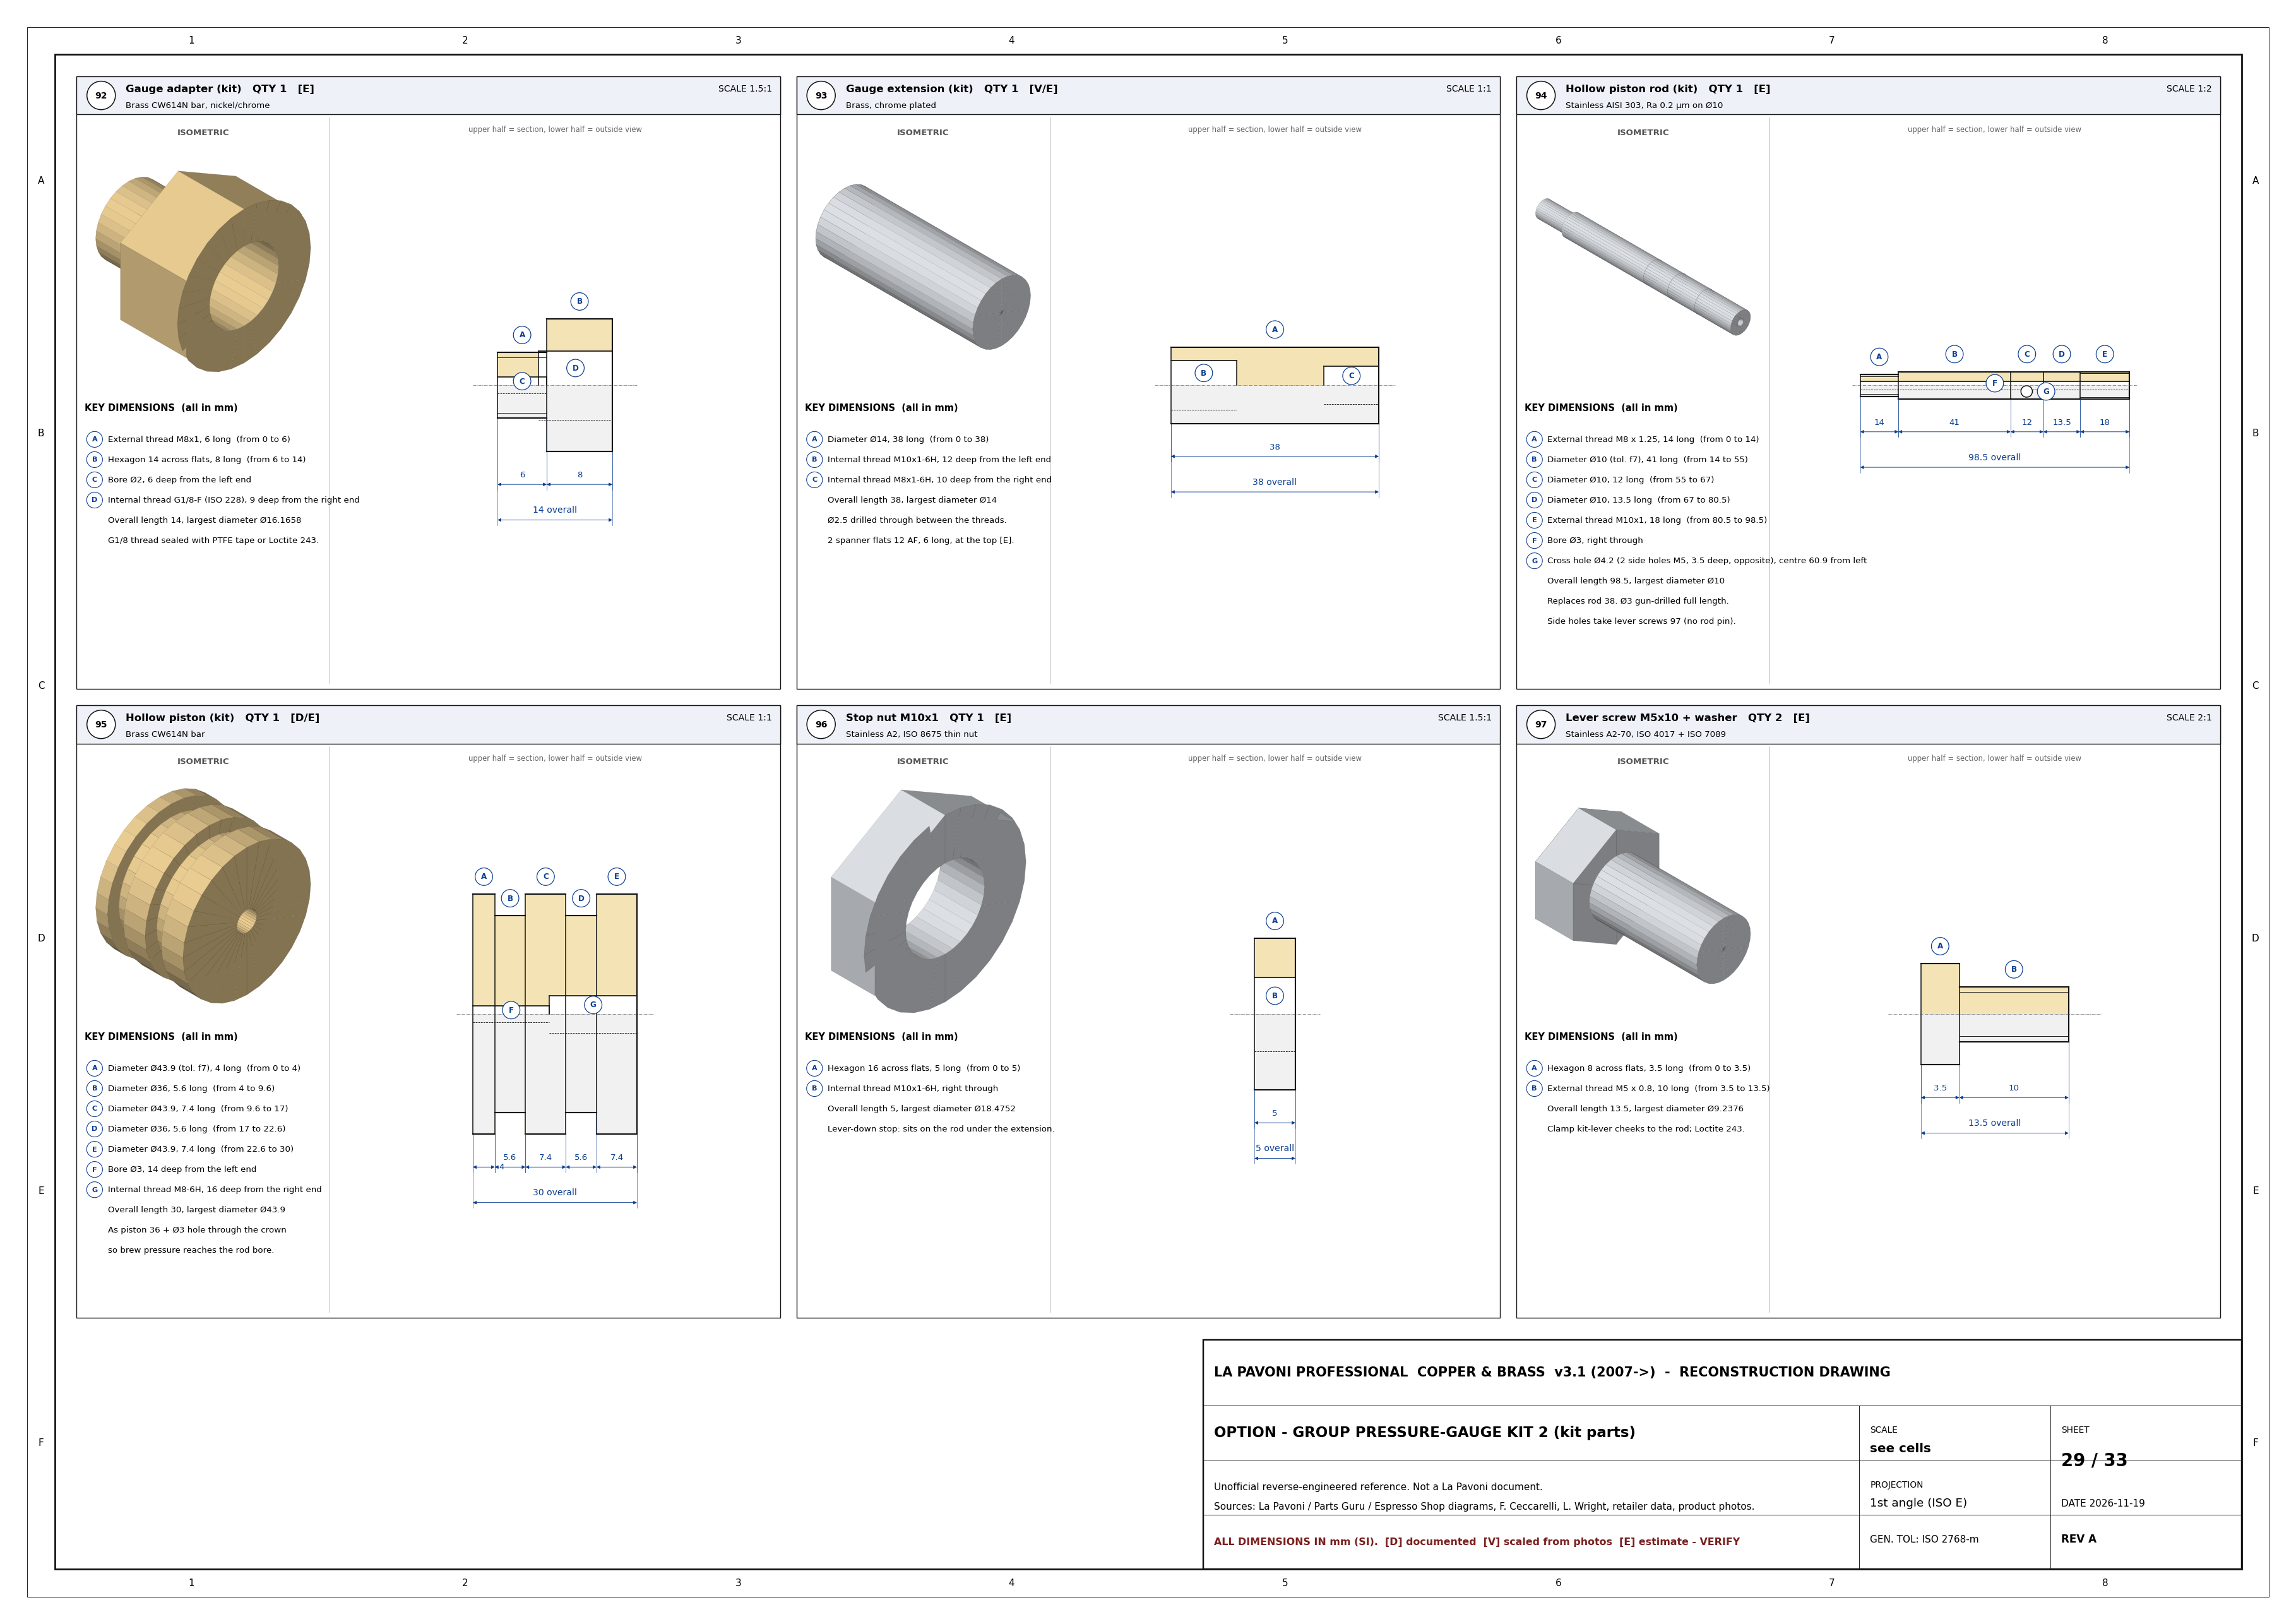 1 2 3 4 5 6 7 8
A
B
C
D
E
F
A
B
C
D
E
F
92
Gauge adapter (kit) QTY 1 [E]
SCALE 1.5:1
Brass CW614N bar, nickel/chrome
ISOMETRIC
upper half = section, lower half = outside view
A
B
C
D
6
8
14 overall
KEY DIMENSIONS (all in mm)
A External thread M8x1, 6 long (from 0 to 6)
B Hexagon 14 across flats, 8 long (from 6 to 14)
C Bore Ø2, 6 deep from the left end
D Internal thread G1/8-F (ISO 228), 9 deep from the right end
Overall length 14, largest diameter Ø16.1658
G1/8 thread sealed with PTFE tape or Loctite 243.
93
Gauge extension (kit) QTY 1 [V/E]
SCALE 1:1
Brass, chrome plated
ISOMETRIC
upper half = section, lower half = outside view
A
B
C
38
38 overall
KEY DIMENSIONS (all in mm)
A Diameter Ø14, 38 long (from 0 to 38)
B Internal thread M10x1-6H, 12 deep from the left end
C Internal thread M8x1-6H, 10 deep from the right end
Overall length 38, largest diameter Ø14
Ø2.5 drilled through between the threads.
2 spanner flats 12 AF, 6 long, at the top [E].
94
Hollow piston rod (kit) QTY 1 [E]
SCALE 1:2
Stainless AISI 303, Ra 0.2 µm on Ø10
ISOMETRIC
upper half = section, lower half = outside view
A B C D E
F G
14 41 12 13.5 18
98.5 overall
KEY DIMENSIONS (all in mm)
A External thread M8 x 1.25, 14 long (from 0 to 14)
B Diameter Ø10 (tol. f7), 41 long (from 14 to 55)
C Diameter Ø10, 12 long (from 55 to 67)
D Diameter Ø10, 13.5 long (from 67 to 80.5)
E External thread M10x1, 18 long (from 80.5 to 98.5)
F Bore Ø3, right through
G Cross hole Ø4.2 (2 side holes M5, 3.5 deep, opposite), centre 60.9 from left
Overall length 98.5, largest diameter Ø10
Replaces rod 38. Ø3 gun-drilled full length.
Side holes take lever screws 97 (no rod pin).
95
Hollow piston (kit) QTY 1 [D/E]
SCALE 1:1
Brass CW614N bar
ISOMETRIC
upper half = section, lower half = outside view
A B C D E
F G
4 5.6 7.4 5.6 7.4
30 overall
KEY DIMENSIONS (all in mm)
A Diameter Ø43.9 (tol. f7), 4 long (from 0 to 4)
B Diameter Ø36, 5.6 long (from 4 to 9.6)
C Diameter Ø43.9, 7.4 long (from 9.6 to 17)
D Diameter Ø36, 5.6 long (from 17 to 22.6)
E Diameter Ø43.9, 7.4 long (from 22.6 to 30)
F Bore Ø3, 14 deep from the left end
G Internal thread M8-6H, 16 deep from the right end
Overall length 30, largest diameter Ø43.9
As piston 36 + Ø3 hole through the crown
so brew pressure reaches the rod bore.
96
Stop nut M10x1 QTY 1 [E]
SCALE 1.5:1
Stainless A2, ISO 8675 thin nut
ISOMETRIC
upper half = section, lower half = outside view
A
B
5
5 overall
KEY DIMENSIONS (all in mm)
A Hexagon 16 across flats, 5 long (from 0 to 5)
B Internal thread M10x1-6H, right through
Overall length 5, largest diameter Ø18.4752
Lever-down stop: sits on the rod under the extension.
97
Lever screw M5x10 + washer QTY 2 [E]
SCALE 2:1
Stainless A2-70, ISO 4017 + ISO 7089
ISOMETRIC
upper half = section, lower half = outside view
A
B
3.5 10
13.5 overall
KEY DIMENSIONS (all in mm)
A Hexagon 8 across flats, 3.5 long (from 0 to 3.5)
B External thread M5 x 0.8, 10 long (from 3.5 to 13.5)
Overall length 13.5, largest diameter Ø9.2376
Clamp kit-lever cheeks to the rod; Loctite 243.
LA PAVONI PROFESSIONAL COPPER & BRASS v3.1 (2007->) - RECONSTRUCTION DRAWING
OPTION - GROUP PRESSURE-GAUGE KIT 2 (kit parts)
SCALE
see cells
SHEET
29 / 33
Unofficial reverse-engineered reference. Not a La Pavoni document.
Sources: La Pavoni / Parts Guru / Espresso Shop diagrams, F. Ceccarelli, L. Wright, retailer data, product photos.
PROJECTION
1st angle (ISO E)
DATE 2026-11-19
ALL DIMENSIONS IN mm (SI). [D] documented [V] scaled from photos [E] estimate - VERIFY
GEN. TOL: ISO 2768-m
REV A
1 2 3 4 5 6 7 8